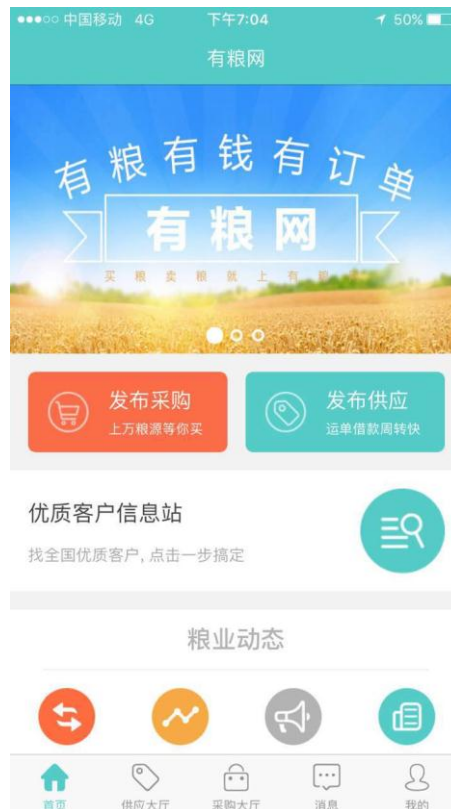 中国移动 4G 下午7:04 50%
有粮网
有粮有钱有订单
有粮网
买粮卖粮就上有粮网
发布采购
上万粮源等你买
发布供应
运单借款周转快
优质客户信息站
找全国优质客户, 点击一步搞定
粮业动态
首页 供应大厅 采购大厅 消息 我的